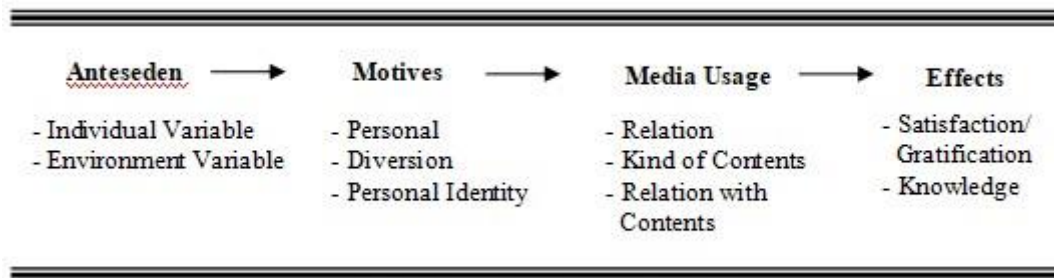 Anteseden Motives Media Usage Effects
- Individual Variable
- Environment Variable
- Personal
- Diversion
- Personal Identity
- Relation
- Kind of Contents
- Relation with
Contents
- Satisfaction/
Gratification
- Knowledge